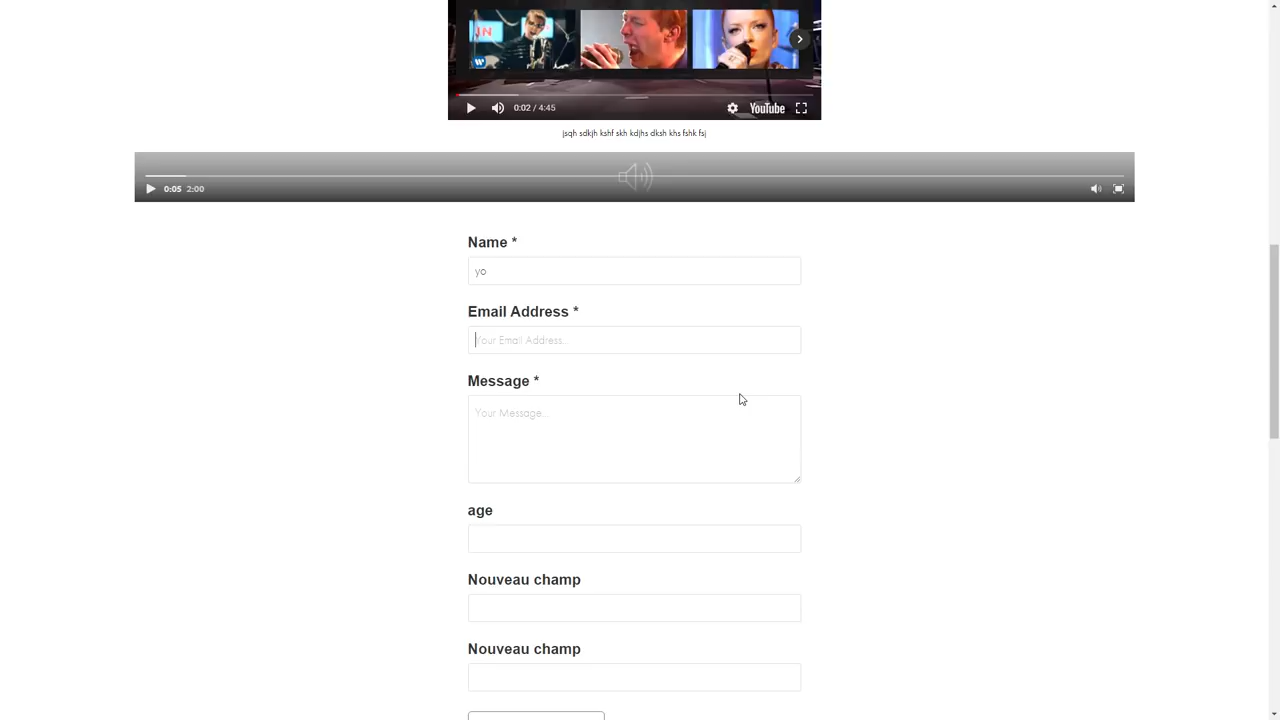 IN
W
0:02 / 4:45
YouTube
jsqh sdkjh kshf skh kdjhs dksh khs fshk fsj
0:05 2:00
Name *
yo
Email Address *
Your Email Address...
Message *
Your Message...
age
Nouveau champ
Nouveau champ